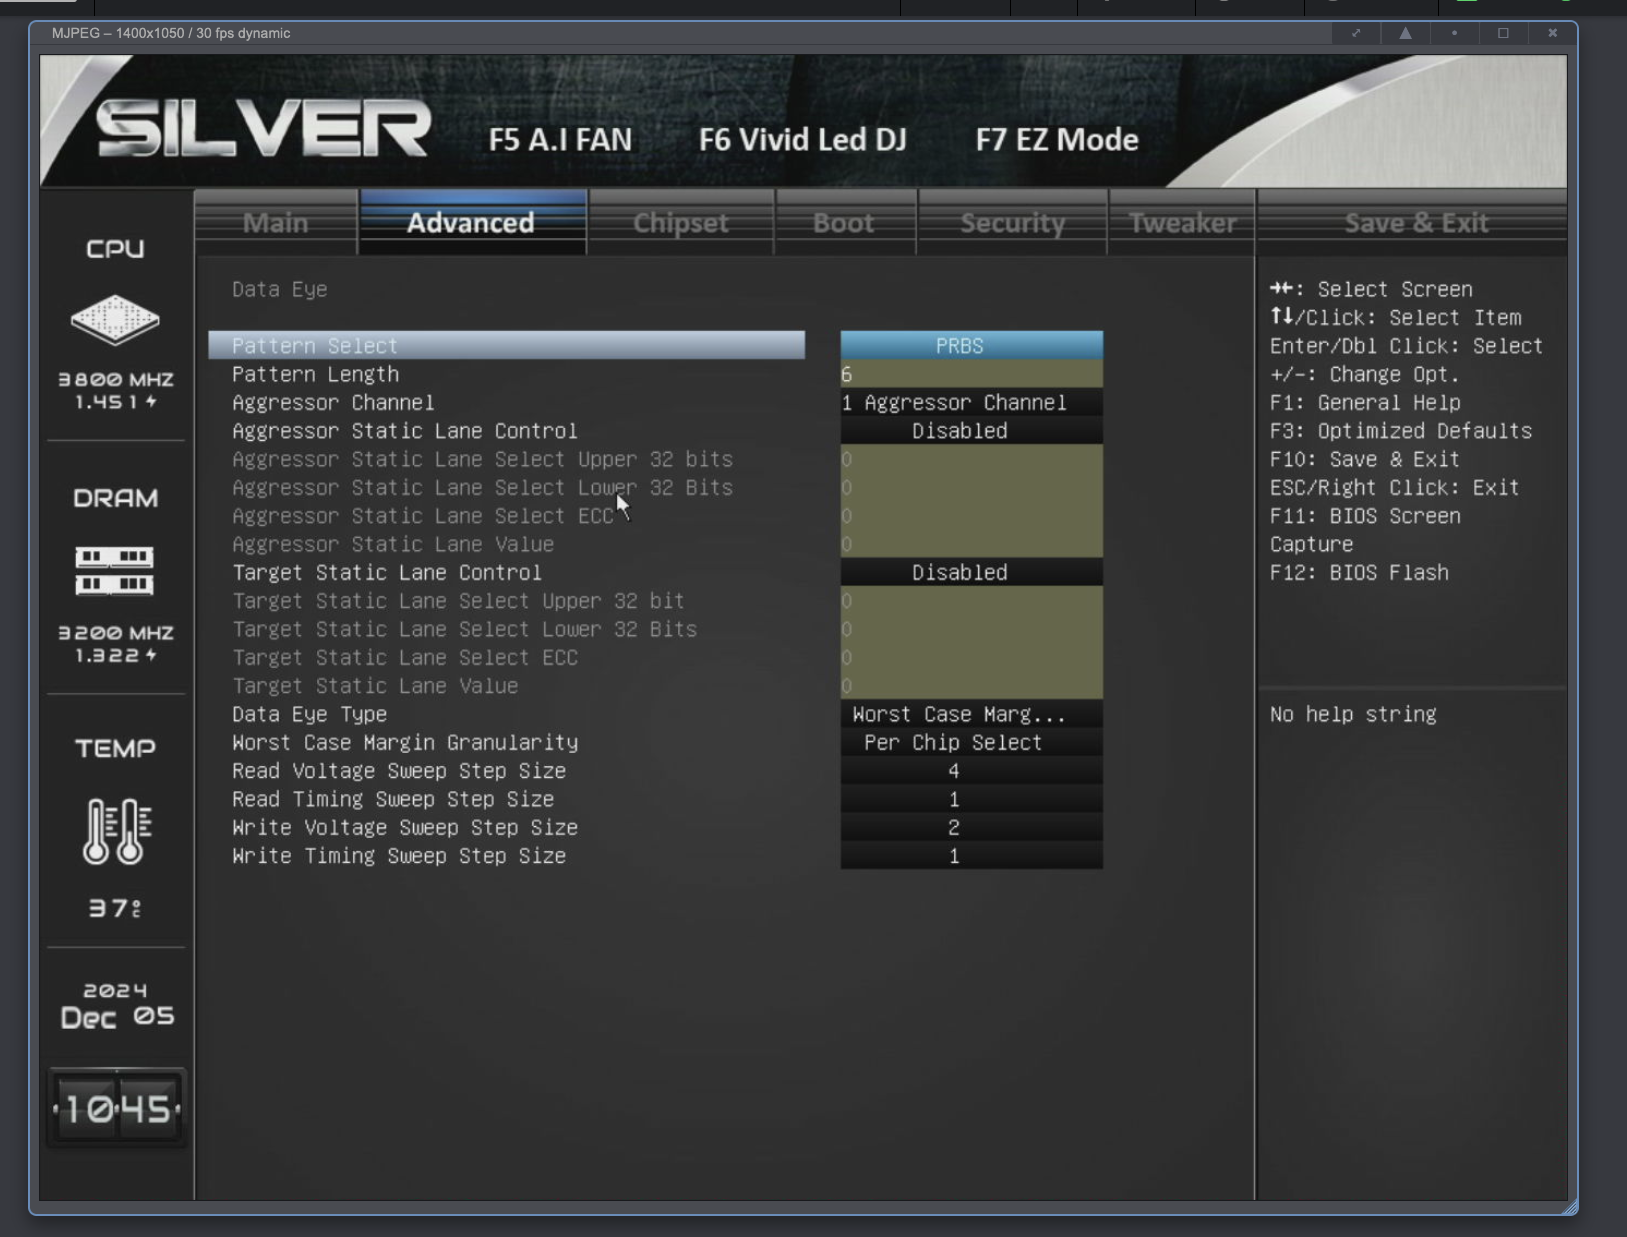 MJPEG – 1400x1050 / 30 fps dynamic
SILVER
F5 A.I FAN
F6 Vivid Led DJ
F7 EZ Mode
Main
Advanced
Chipset
Boot
Security
Tweaker
Save & Exit
CPU
3800 MHZ
1.451
DRAM
3200 MHZ
1.322
TEMP
37°C
2024
Dec 05
10:45
Data Eye
Pattern Select PRBS
Pattern Length 6
Aggressor Channel 1 Aggressor Channel
Aggressor Static Lane Control Disabled
Aggressor Static Lane Select Upper 32 bits 0
Aggressor Static Lane Select Lower 32 Bits 0
Aggressor Static Lane Select ECC 0
Aggressor Static Lane Value 0
Target Static Lane Control Disabled
Target Static Lane Select Upper 32 bit 0
Target Static Lane Select Lower 32 Bits 0
Target Static Lane Select ECC 0
Target Static Lane Value 0
Data Eye Type Worst Case Marg...
Worst Case Margin Granularity Per Chip Select
Read Voltage Sweep Step Size 4
Read Timing Sweep Step Size 1
Write Voltage Sweep Step Size 2
Write Timing Sweep Step Size 1
→←: Select Screen
↑↓/Click: Select Item
Enter/Dbl Click: Select
+/-: Change Opt.
F1: General Help
F3: Optimized Defaults
F10: Save & Exit
ESC/Right Click: Exit
F11: BIOS Screen
Capture
F12: BIOS Flash
No help string